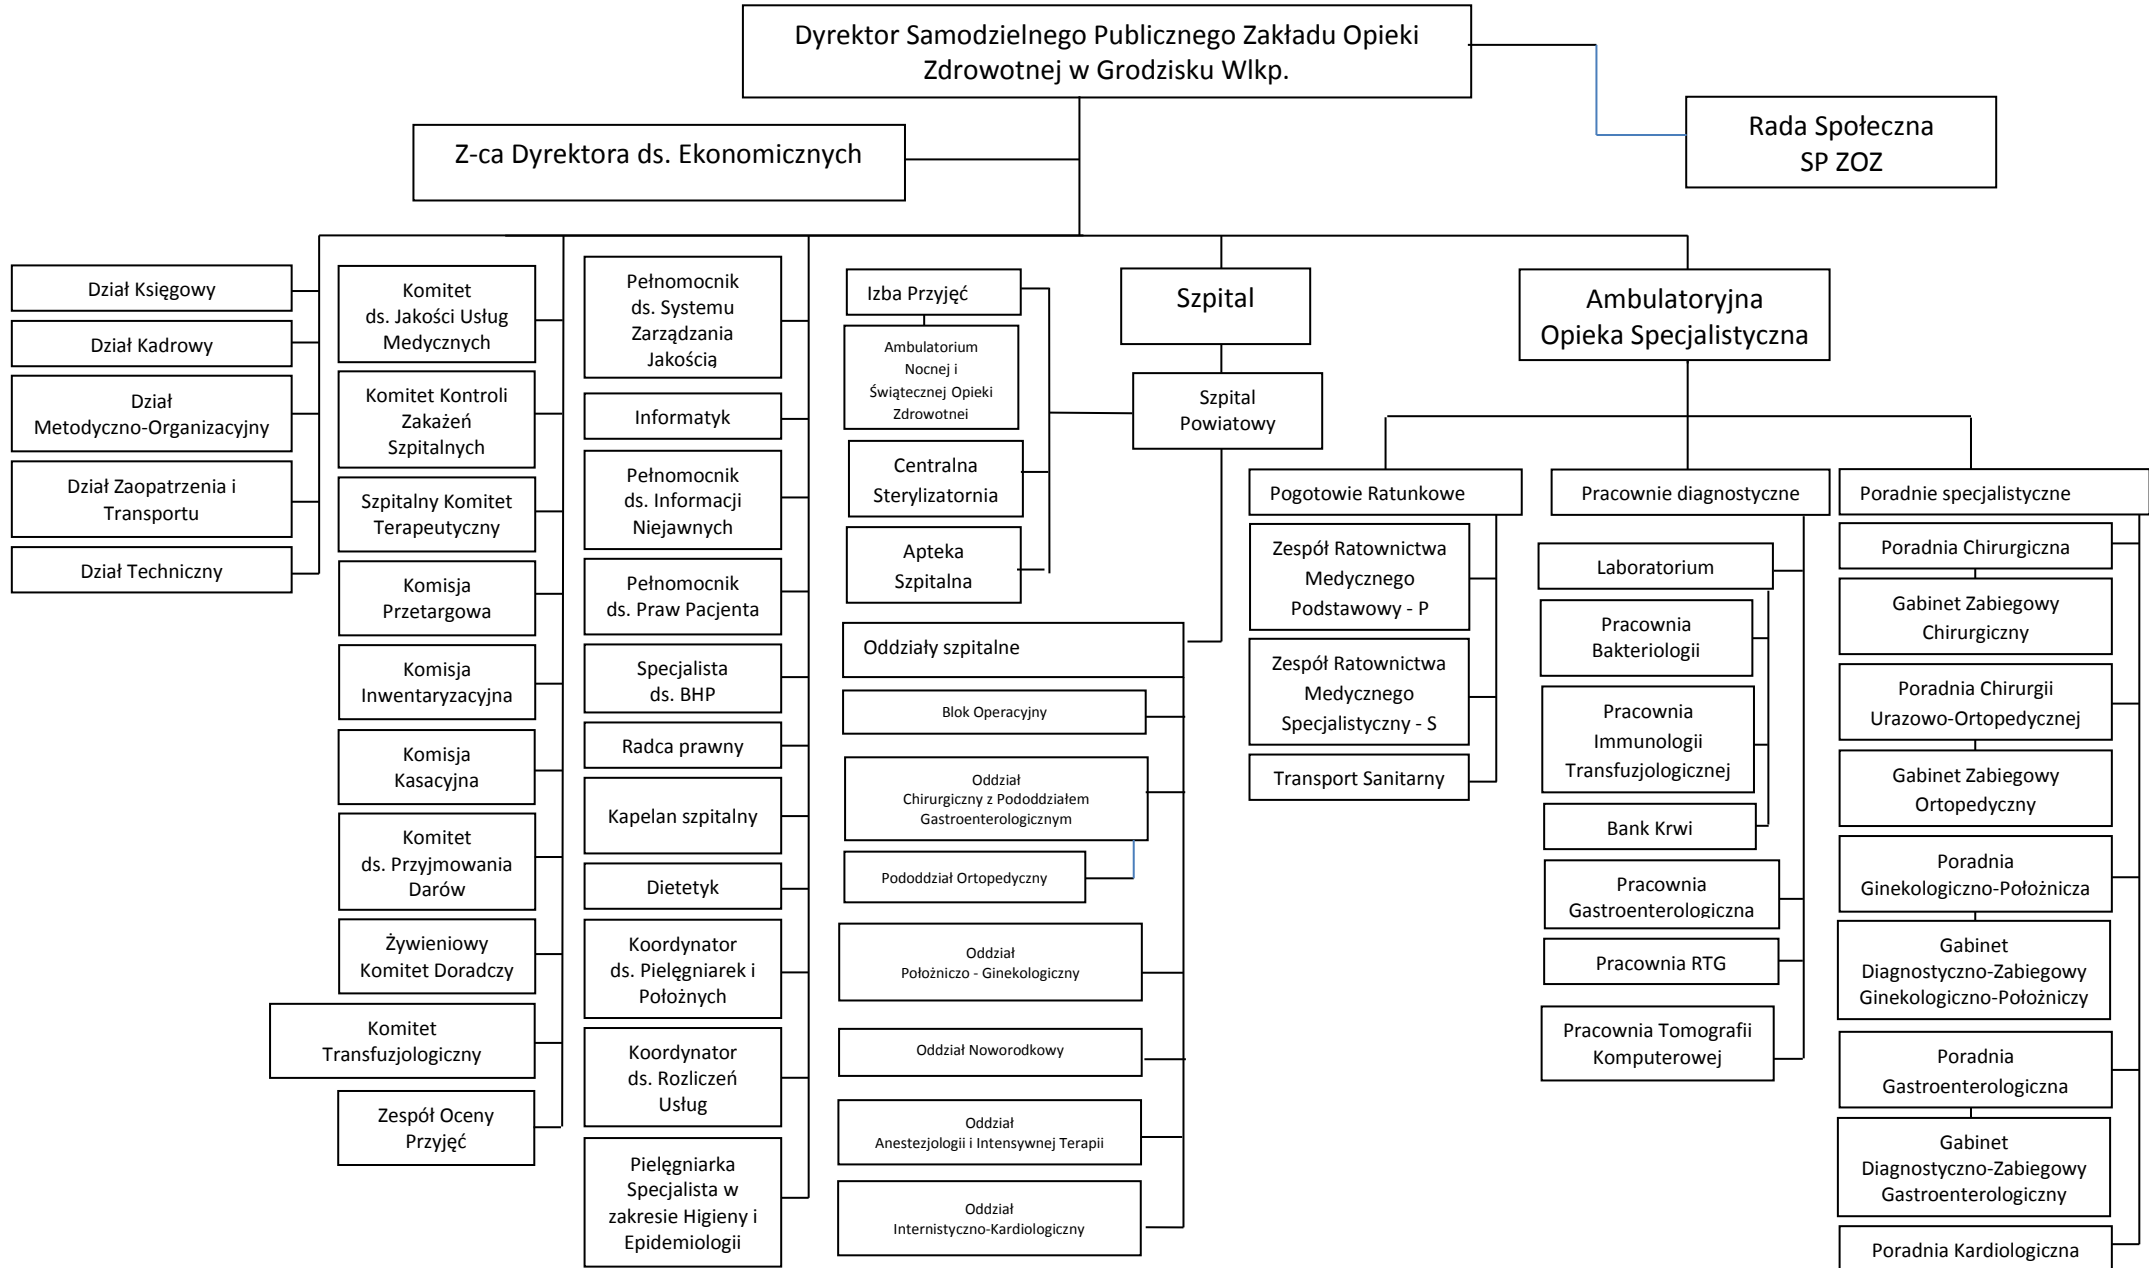 Dyrektor Samodzielnego Publicznego Zakładu Opieki
Zdrowotnej w Grodzisku Wlkp.
Rada Społeczna
SP ZOZ
Z-ca Dyrektora ds. Ekonomicznych
Dział Księgowy
Dział Kadrowy
Dział
Metodyczno-Organizacyjny
Dział Zaopatrzenia i
Transportu
Dział Techniczny
Komitet
ds. Jakości Usług
Medycznych
Komitet Kontroli
Zakażeń
Szpitalnych
Szpitalny Komitet
Terapeutyczny
Komisja
Przetargowa
Komisja
Inwentaryzacyjna
Komisja
Kasacyjna
Komitet
ds. Przyjmowania
Darów
Żywieniowy
Komitet Doradczy
Komitet
Transfuzjologiczny
Zespół Oceny
Przyjęć
Pełnomocnik
ds. Systemu
Zarządzania
Jakością
Informatyk
Pełnomocnik
ds. Informacji
Niejawnych
Pełnomocnik
ds. Praw Pacjenta
Specjalista
ds. BHP
Radca prawny
Kapelan szpitalny
Dietetyk
Koordynator
ds. Pielęgniarek i
Położnych
Koordynator
ds. Rozliczeń
Usług
Pielęgniarka
Specjalista w
zakresie Higieny i
Epidemiologii
Izba Przyjęć
Ambulatorium
Nocnej i
Świątecznej Opieki
Zdrowotnei
Centralna
Sterylizatornia
Apteka
Szpitalna
Szpital
Szpital
Powiatowy
Oddziały szpitalne
Blok Operacyjny
Oddział
Chirurgiczny z Pododdziałem
Gastroenterologicznym
Pododdział Ortopedyczny
Oddział
Położniczo - Ginekologiczny
Oddział Noworodkowy
Oddział
Anestezjologii i Intensywnej Terapii
Oddział
Internistyczno-Kardiologiczny
Ambulatoryjna
Opieka Specjalistyczna
Pogotowie Ratunkowe
Zespół Ratownictwa
Medycznego
Podstawowy - P
Zespół Ratownictwa
Medycznego
Specjalistyczny - S
Transport Sanitarny
Pracownie diagnostyczne
Laboratorium
Pracownia
Bakteriologii
Pracownia
Immunologii
Transfuzjologicznej
Bank Krwi
Pracownia
Gastroenterologiczna
Pracownia RTG
Pracownia Tomografii
Komputerowej
Poradnie specjalistyczne
Poradnia Chirurgiczna
Gabinet Zabiegowy
Chirurgiczny
Poradnia Chirurgii
Urazowo-Ortopedycznej
Gabinet Zabiegowy
Ortopedyczny
Poradnia
Ginekologiczno-Położnicza
Gabinet
Diagnostyczno-Zabiegowy
Ginekologiczno-Położniczy
Poradnia
Gastroenterologiczna
Gabinet
Diagnostyczno-Zabiegowy
Gastroenterologiczny
Poradnia Kardiologiczna